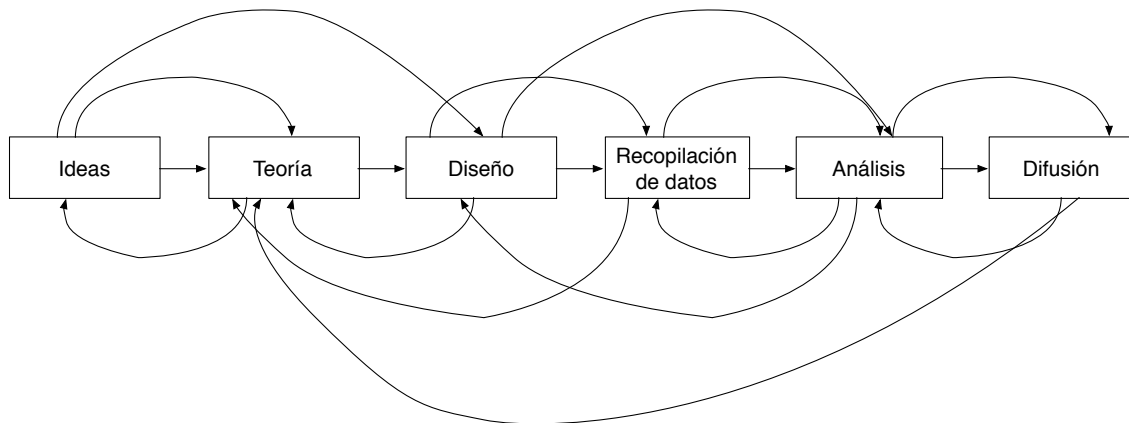 Ideas
Teoría
Diseño
Recopilación
de datos
Análisis
Difusión